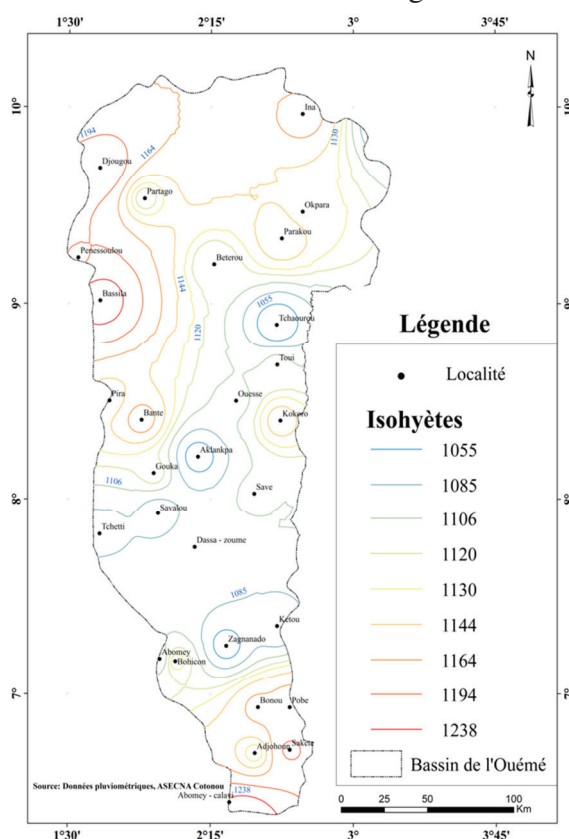 1°30' 2°15' 3° 3°45'
N
10° 10°
Ina
1194
1164
1130
Djougou
Partago
Okpara
Parakou
Penessoulou
Beterou
1144
Bassila
9° 9°
1055
Tchaourou
1120
Toui
Pira
Ouesse
Bante
Kokoro
Aklankpa
Gouka
1106
Save
8° 8°
Savalou
Tchetti
Dassa - zoume
1085
Ketou
Zagnanado
Abomey
Bohicon
7° 7°
Bonou Pobe
Adjohoun Sakete
Source: Données pluviométriques, ASECNA Cotonou
1238
Abomey - calavi
Légende
Localité
Isohyètes
1055
1085
1106
1120
1130
1144
1164
1194
1238
Bassin de l'Ouémé
0 25 50 100
Km
1°30' 2°15' 3° 3°45'